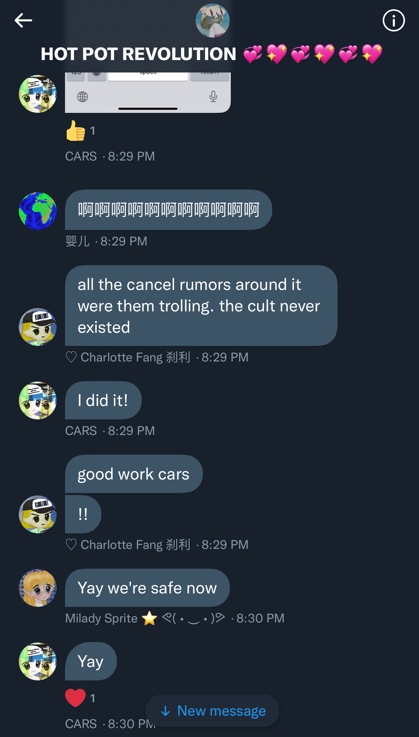 HOT POT REVOLUTION 💞💖💞💖💞💖
👍 1
CARS · 8:29 PM
啊啊啊啊啊啊啊啊啊啊啊
婴儿 · 8:29 PM
all the cancel rumors around it
were them trolling. the cult never
existed
♡ Charlotte Fang 刹利 · 8:29 PM
I did it!
CARS · 8:29 PM
good work cars
!!
♡ Charlotte Fang 刹利 · 8:29 PM
Yay we're safe now
Milady Sprite ⭐ ᕙ( • ‿ • )ᕗ · 8:30 PM
Yay
❤️ 1
↓ New message
CARS · 8:30 PM